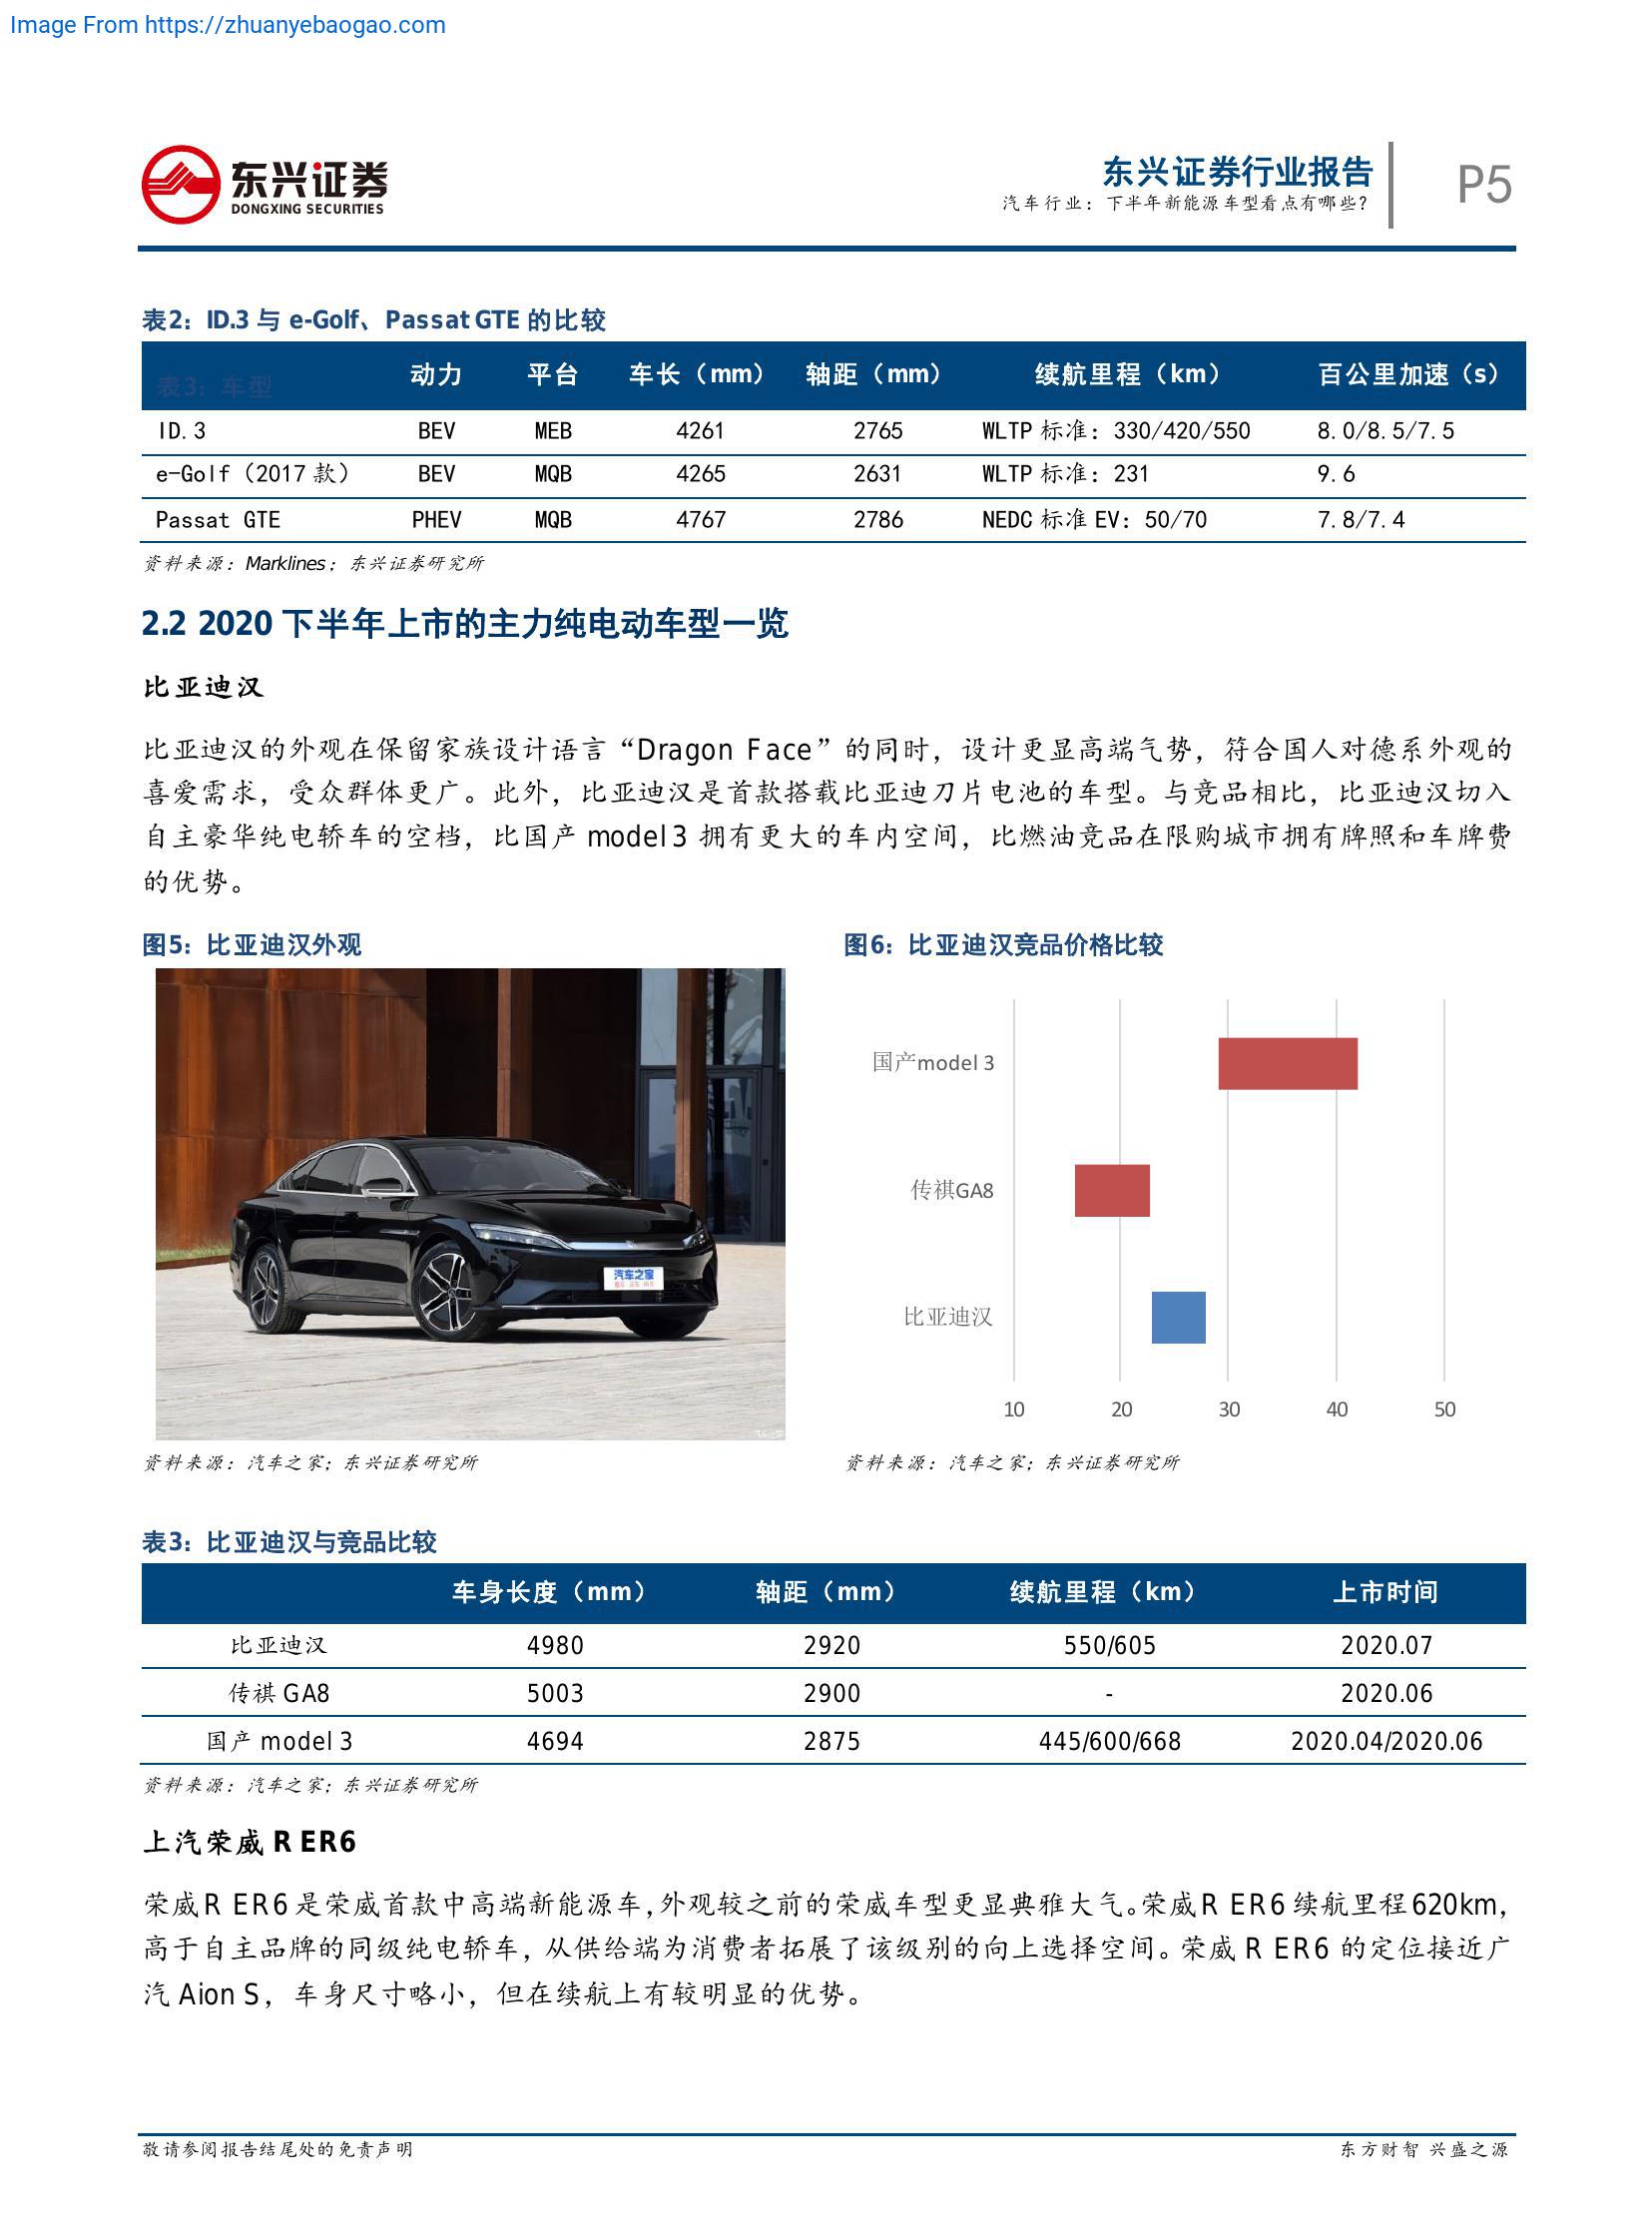 Image From https://zhuanyebaogao.com
东兴证券
DONGXING SECURITIES
东兴证券行业报告
汽车行业：下半年新能源车型看点有哪些？
P5
表2：ID.3 与 e-Golf、Passat GTE 的比较
表3：车型 动力 平台 车长（mm） 轴距（mm） 续航里程（km） 百公里加速（s）
ID.3 BEV MEB 4261 2765 WLTP 标准：330/420/550 8.0/8.5/7.5
e-Golf（2017 款） BEV MQB 4265 2631 WLTP 标准：231 9.6
Passat GTE PHEV MQB 4767 2786 NEDC 标准 EV：50/70 7.8/7.4
资料来源：Marklines；东兴证券研究所
2.2 2020 下半年上市的主力纯电动车型一览
比亚迪汉
比亚迪汉的外观在保留家族设计语言“Dragon Face”的同时，设计更显高端气势，符合国人对德系外观的
喜爱需求，受众群体更广。此外，比亚迪汉是首款搭载比亚迪刀片电池的车型。与竞品相比，比亚迪汉切入
自主豪华纯电轿车的空档，比国产 model 3 拥有更大的车内空间，比燃油竞品在限购城市拥有牌照和车牌费
的优势。
图5：比亚迪汉外观
汽车之家
资料来源：汽车之家；东兴证券研究所
图6：比亚迪汉竞品价格比较
国产model 3
传祺GA8
比亚迪汉
10 20 30 40 50
资料来源：汽车之家；东兴证券研究所
表3：比亚迪汉与竞品比较
车身长度（mm） 轴距（mm） 续航里程（km） 上市时间
比亚迪汉 4980 2920 550/605 2020.07
传祺 GA8 5003 2900 - 2020.06
国产 model 3 4694 2875 445/600/668 2020.04/2020.06
资料来源：汽车之家；东兴证券研究所
上汽荣威 R ER6
荣威 R ER6 是荣威首款中高端新能源车，外观较之前的荣威车型更显典雅大气。荣威 R ER6 续航里程 620km，
高于自主品牌的同级纯电轿车，从供给端为消费者拓展了该级别的向上选择空间。荣威 R ER6 的定位接近广
汽 Aion S，车身尺寸略小，但在续航上有较明显的优势。
敬请参阅报告结尾处的免责声明
东方财智 兴盛之源